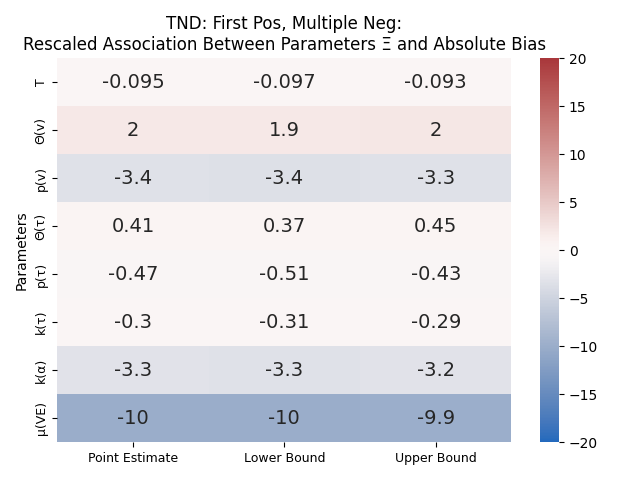 TND: First Pos, Multiple Neg:
Rescaled Association Between Parameters Ξ and Absolute Bias
Parameters
T -0.095 -0.097 -0.093
Θ(ν) 2 1.9 2
p(ν) -3.4 -3.4 -3.3
Θ(τ) 0.41 0.37 0.45
p(τ) -0.47 -0.51 -0.43
k(τ) -0.3 -0.31 -0.29
k(α) -3.3 -3.3 -3.2
μ(VE) -10 -10 -9.9
Point Estimate Lower Bound Upper Bound
20
15
10
5
0
−5
−10
−15
−20